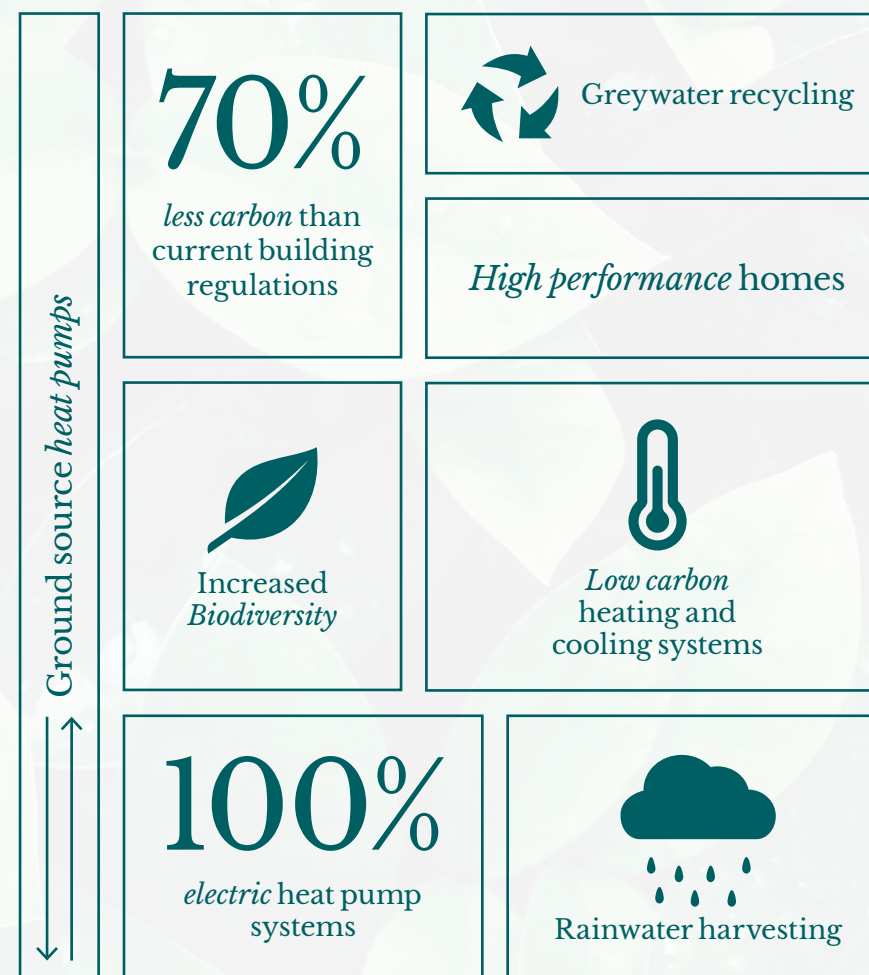 Ground source heat pumps
70%
less carbon than
current building
regulations
Greywater recycling
High performance homes
Increased
Biodiversity
Low carbon
heating and
cooling systems
100%
electric heat pump
systems
Rainwater harvesting